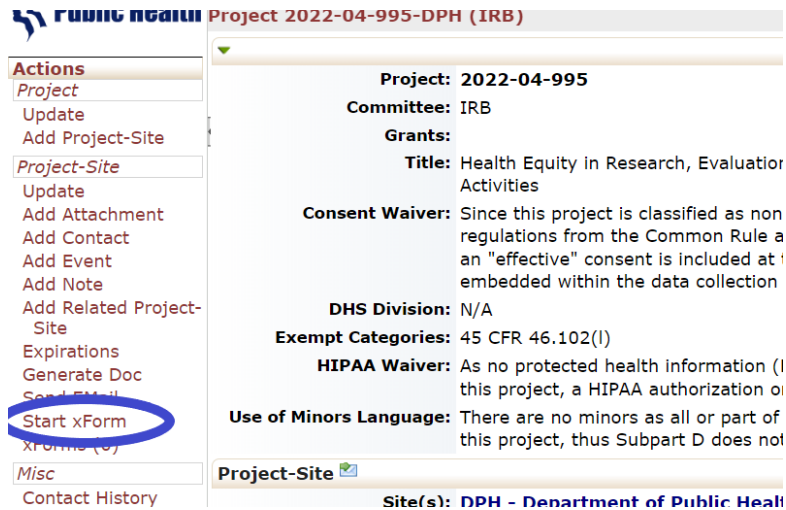 Public Health
Project 2022-04-995-DPH (IRB)
Actions
Project
Update
Add Project-Site
Project-Site
Update
Add Attachment
Add Contact
Add Event
Add Note
Add Related Project-
Site
Expirations
Generate Doc
Send EMail
Start xForm
xForms (0)
Misc
Contact History
Project: 2022-04-995
Committee: IRB
Grants:
Title: Health Equity in Research, Evaluation
Activities
Consent Waiver: Since this project is classified as non
regulations from the Common Rule a
an "effective" consent is included at
embedded within the data collection
DHS Division: N/A
Exempt Categories: 45 CFR 46.102(l)
HIPAA Waiver: As no protected health information (
this project, a HIPAA authorization o
Use of Minors Language: There are no minors as all or part of
this project, thus Subpart D does not
Project-Site
Site(s): DPH - Department of Public Healt